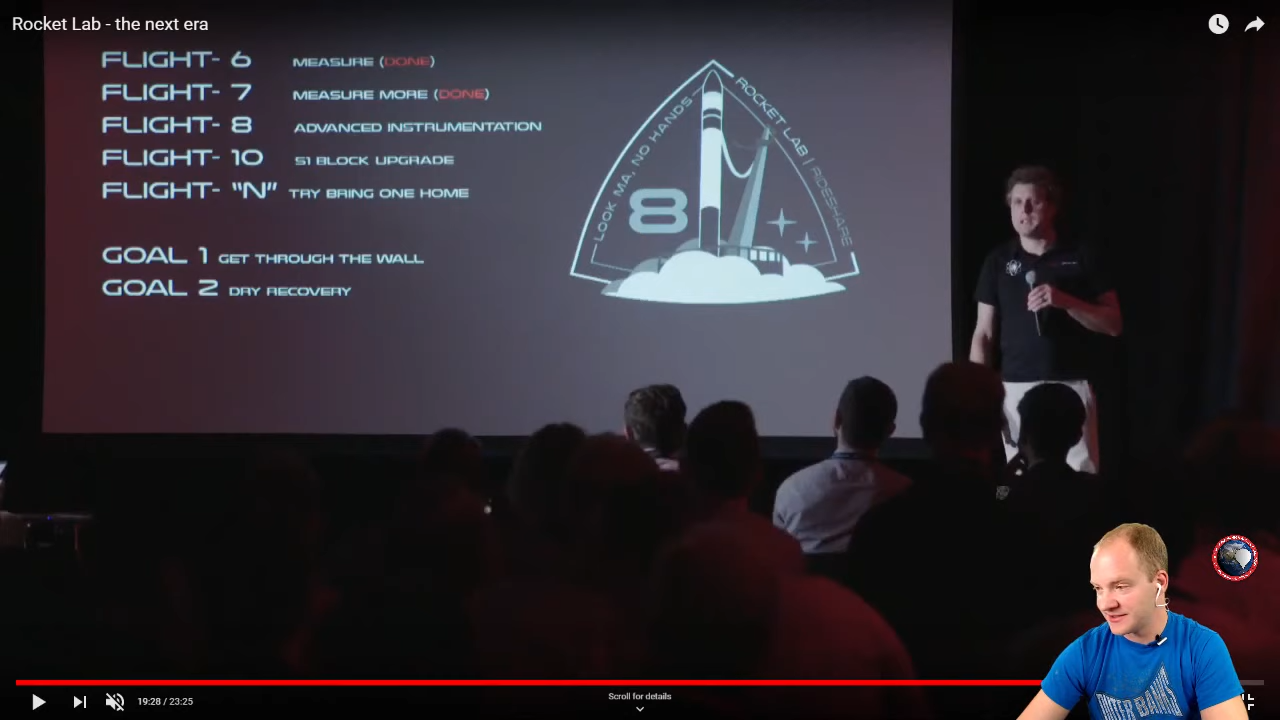 Rocket Lab - the next era
FLIGHT- 6 MEASURE (DONE)
FLIGHT- 7 MEASURE MORE (DONE)
FLIGHT- 8 ADVANCED INSTRUMENTATION
FLIGHT- 10 S1 BLOCK UPGRADE
FLIGHT- "N" TRY BRING ONE HOME
GOAL 1 GET THROUGH THE WALL
GOAL 2 DRY RECOVERY
LOOK MA, NO HANDS
ROCKET LAB | RIDESHARE
8
19:28 / 23:25
Scroll for details